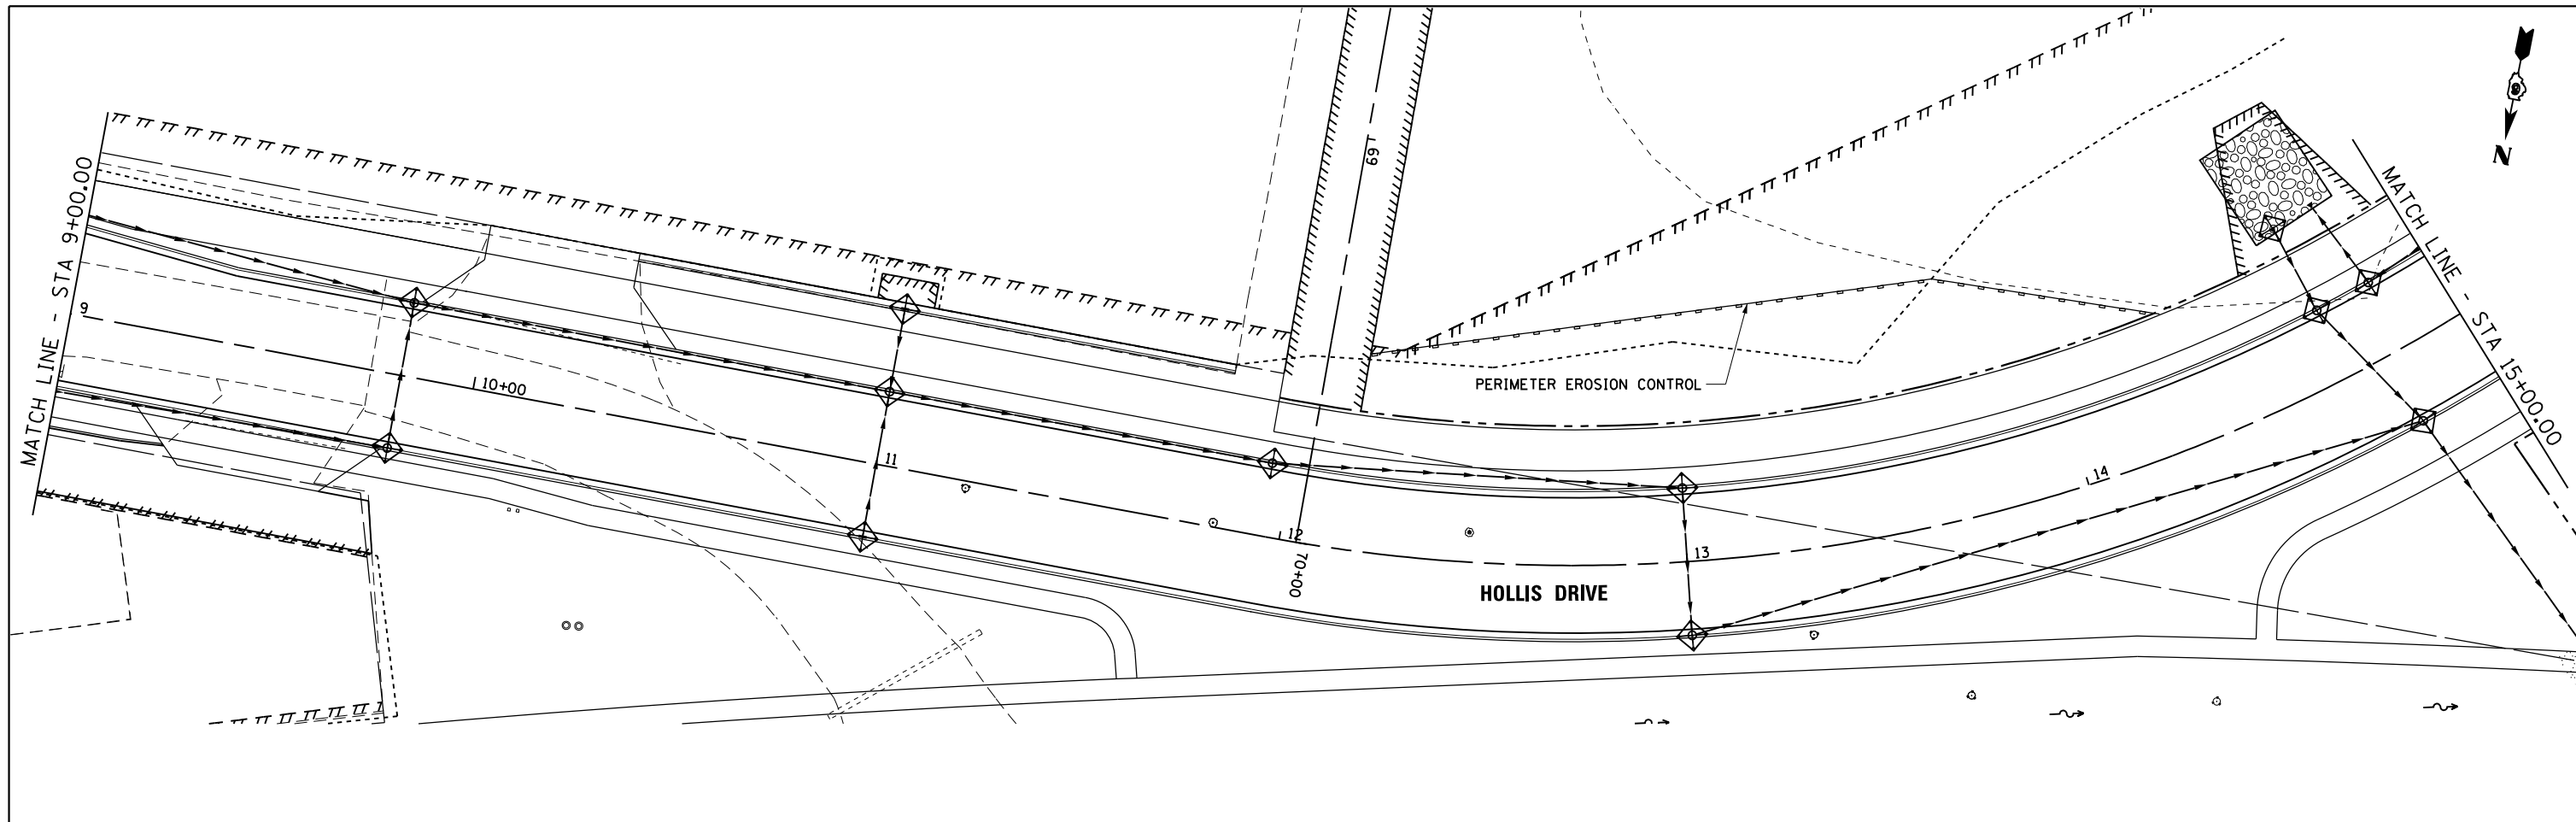 MATCH LINE - STA 9+00.00
9
10+00
11
12
70+00
69
PERIMETER EROSION CONTROL
HOLLIS DRIVE
13
14
MATCH LINE - STA 15+00.00
N